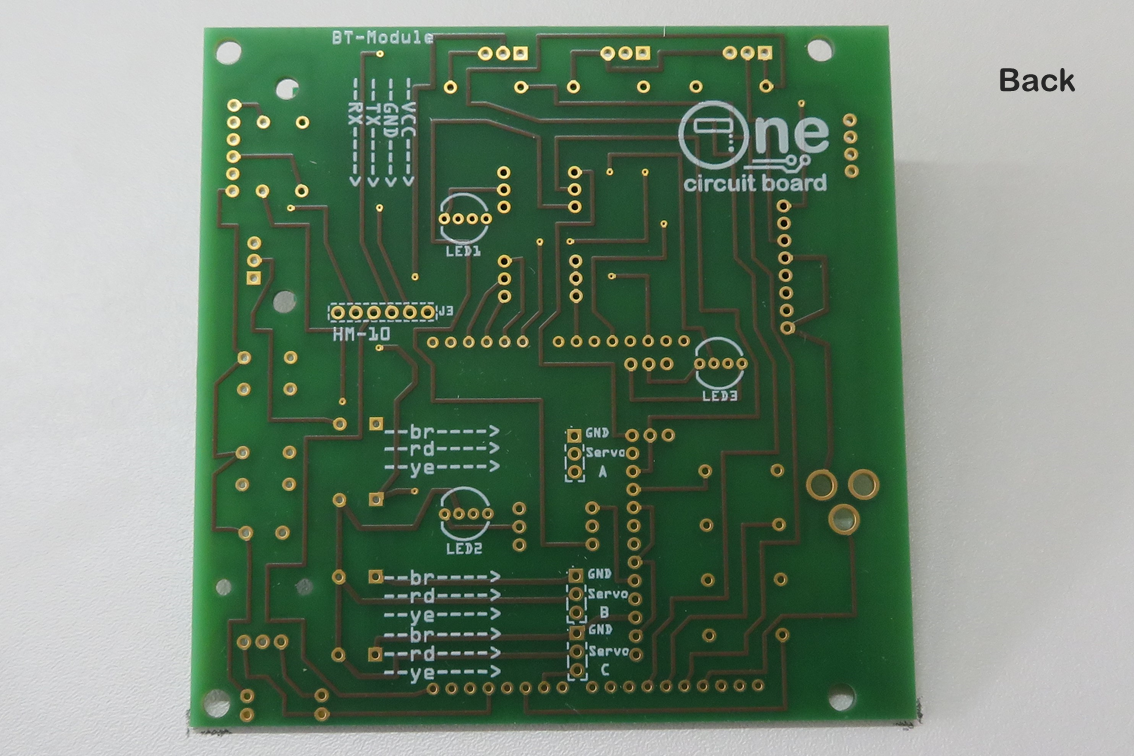 Back
BT-Module
RX
TX
GND
VCC
One
circuit board
LED1
J3
HM-10
LED3
--br---->
--rd---->
--ye---->
GND
Servo
A
LED2
--br---->
--rd---->
--ye---->
GND
Servo
B
--br---->
--rd---->
--ye---->
GND
Servo
C